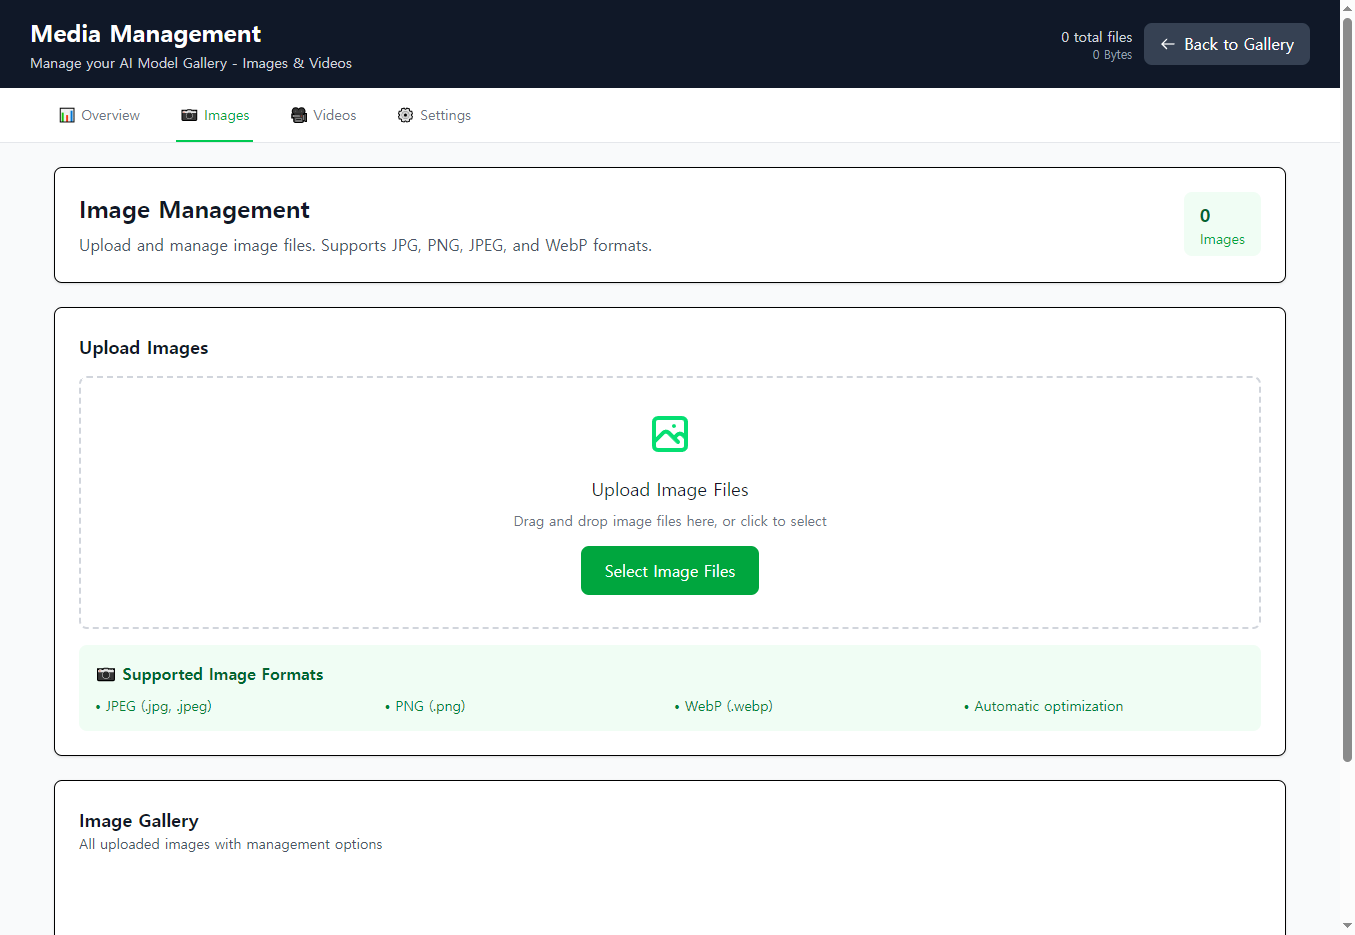 Media Management
Manage your AI Model Gallery - Images & Videos
0 total files
0 Bytes
← Back to Gallery
Overview
Images
Videos
Settings
Image Management
Upload and manage image files. Supports JPG, PNG, JPEG, and WebP formats.
0
Images
Upload Images
Upload Image Files
Drag and drop image files here, or click to select
Select Image Files
Supported Image Formats
• JPEG (.jpg, .jpeg)
• PNG (.png)
• WebP (.webp)
• Automatic optimization
Image Gallery
All uploaded images with management options